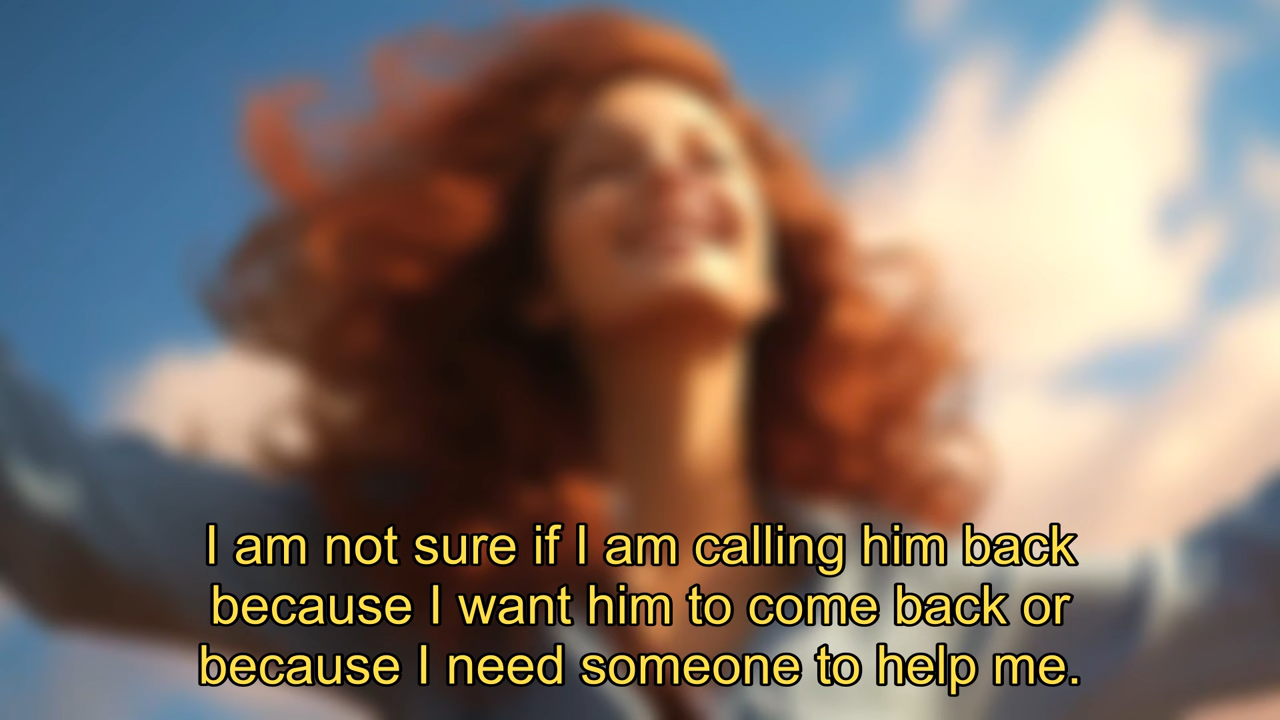 I am not sure if I am calling him back
because I want him to come back or
because I need someone to help me.